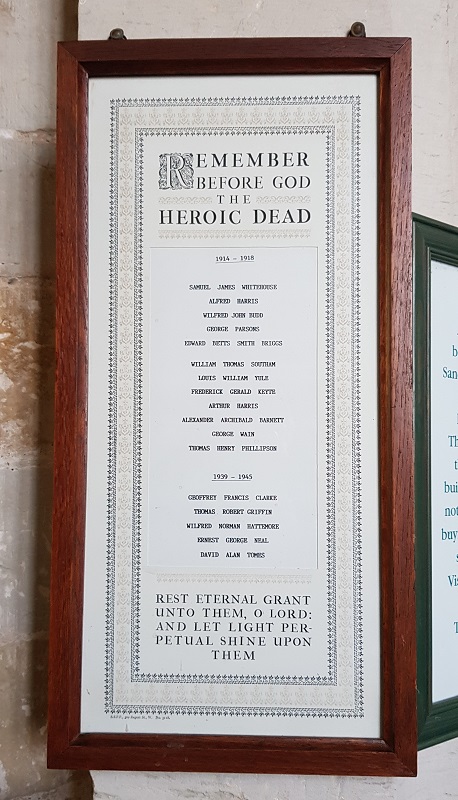 REMEMBER
BEFORE GOD
THE
HEROIC DEAD
1914 - 1918
SAMUEL JAMES WHITEHOUSE
ALFRED HARRIS
WILFRED JOHN BUDD
GEORGE PARSONS
EDWARD BETTS SMITH BRIGGS
WILLIAM THOMAS SOUTHAM
LOUIS WILLIAM YULE
FREDERICK GERALD KEYTE
ARTHUR HARRIS
ALEXANDER ARCHIBALD BARNETT
GEORGE WAIN
THOMAS HENRY PHILLIPSON
1939 - 1945
GEOFFREY FRANCIS CLARKE
THOMAS ROBERT GRIFFIN
WILFRED NORMAN HATTEMORE
ERNEST GEORGE NEAL
DAVID ALAN TOMBS
REST ETERNAL GRANT
UNTO THEM, O LORD:
AND LET LIGHT PER-
PETUAL SHINE UPON
THEM